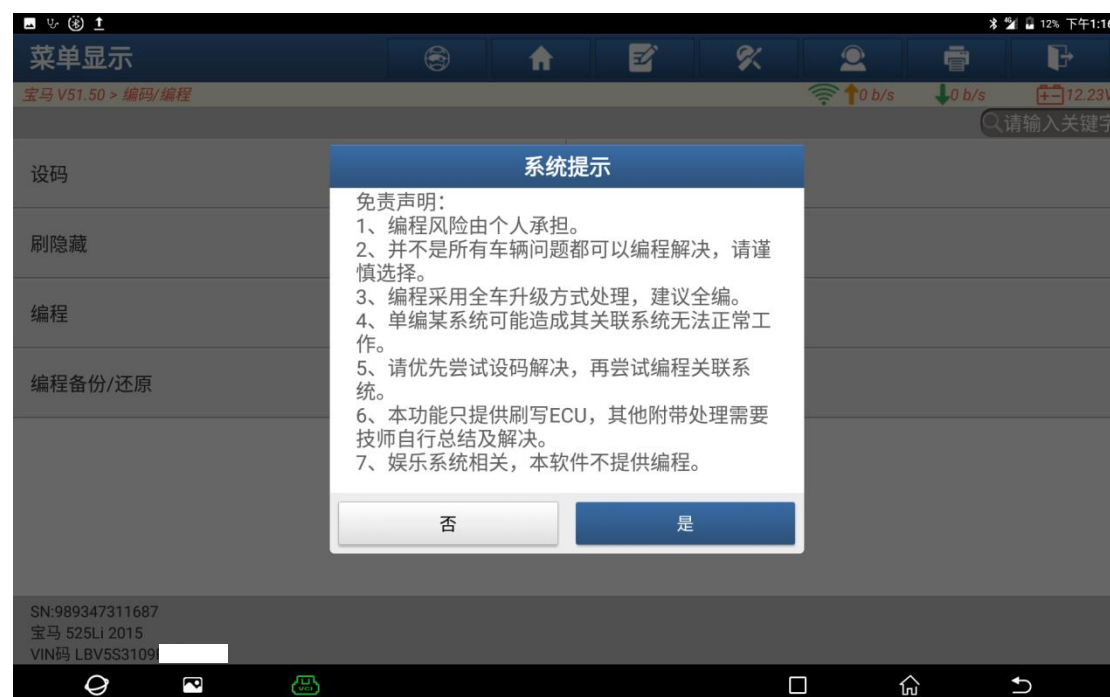 4G 12% 下午1:16
菜单显示
宝马 V51.50 > 编码/编程
0 b/s 0 b/s 12.23V
请输入关键字
设码
刷隐藏
编程
编程备份/还原
系统提示
免责声明：
1、编程风险由个人承担。
2、并不是所有车辆问题都可以编程解决，请谨
慎选择。
3、编程采用全车升级方式处理，建议全编。
4、单编某系统可能造成其关联系统无法正常工
作。
5、请优先尝试设码解决，再尝试编程关联系
统。
6、本功能只提供刷写ECU，其他附带处理需要
技师自行总结及解决。
7、娱乐系统相关，本软件不提供编程。
否 是
SN:989347311687
宝马 525Li 2015
VIN码 LBV5S3109
VCI